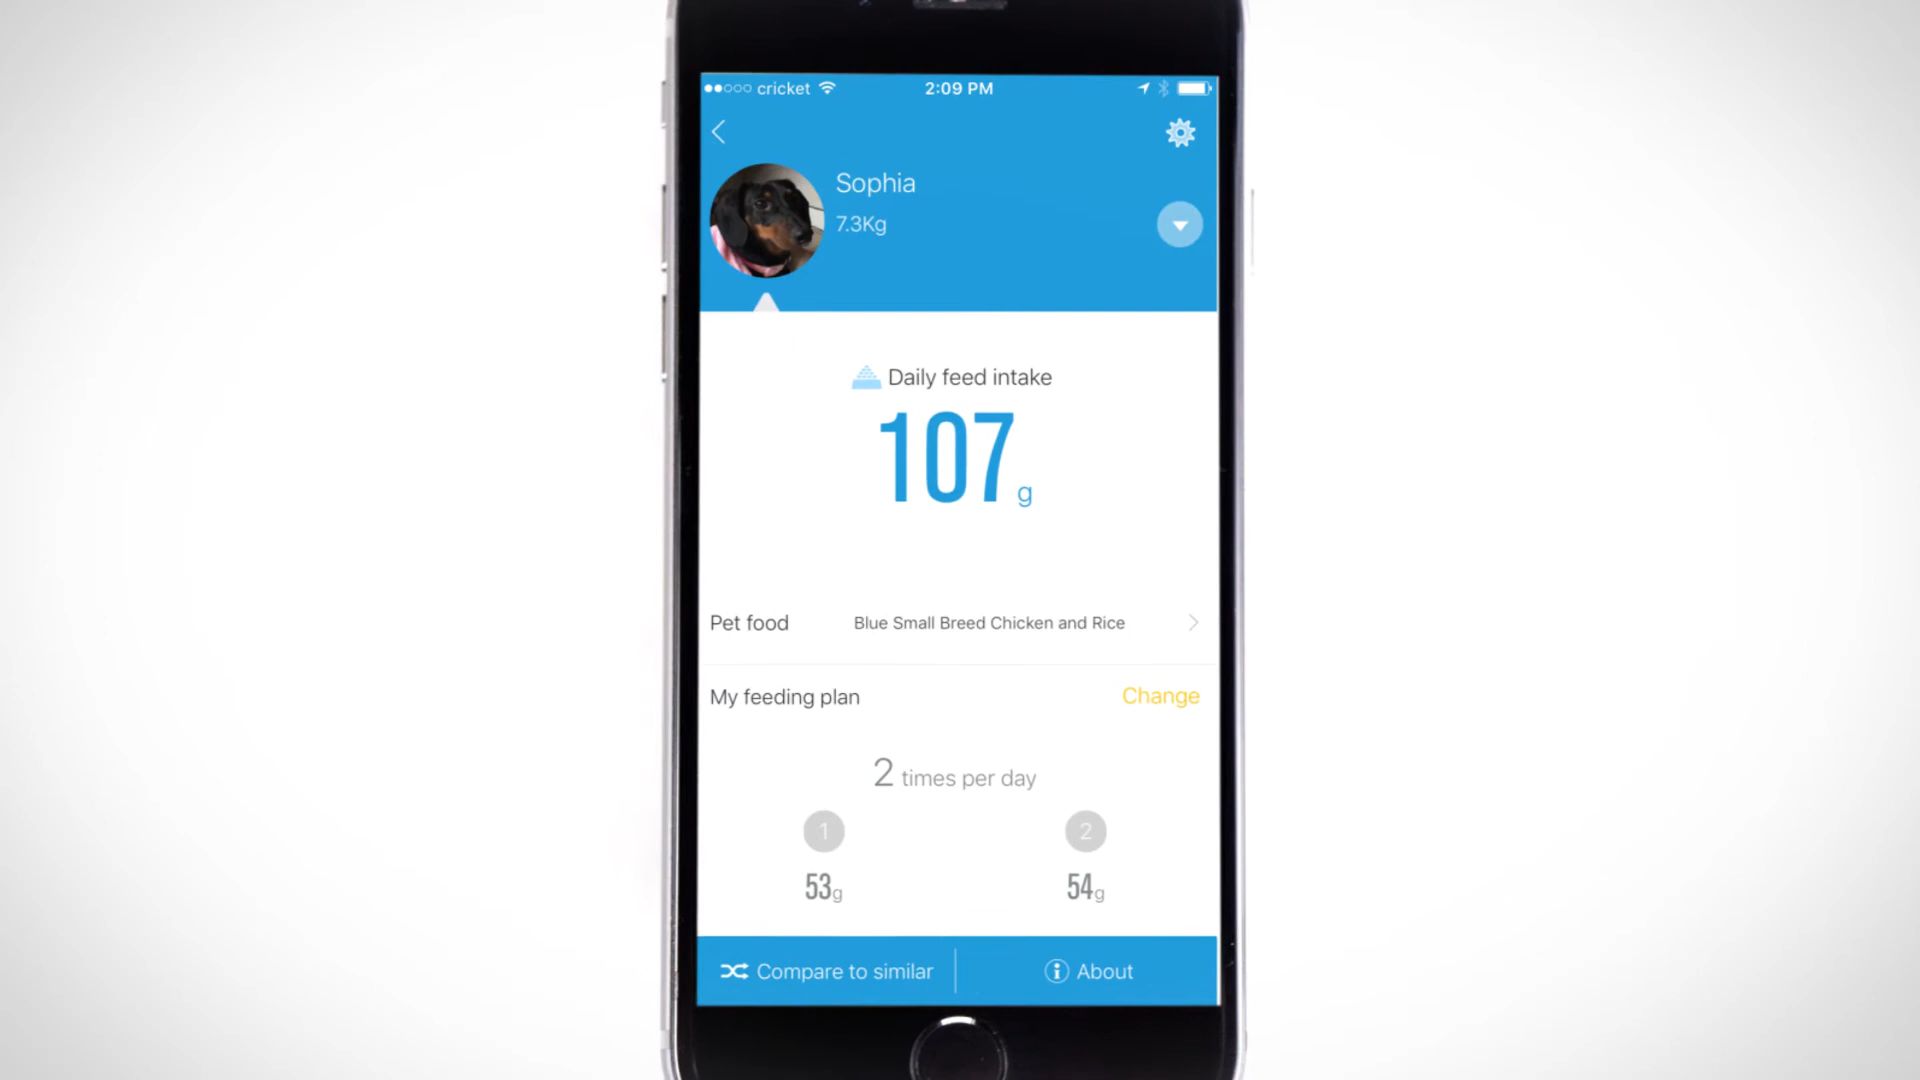 cricket
2:09 PM
Sophia
7.3Kg
Daily feed intake
107 g
Pet food Blue Small Breed Chicken and Rice
My feeding plan Change
2 times per day
1 2
53g 54g
Compare to similar About